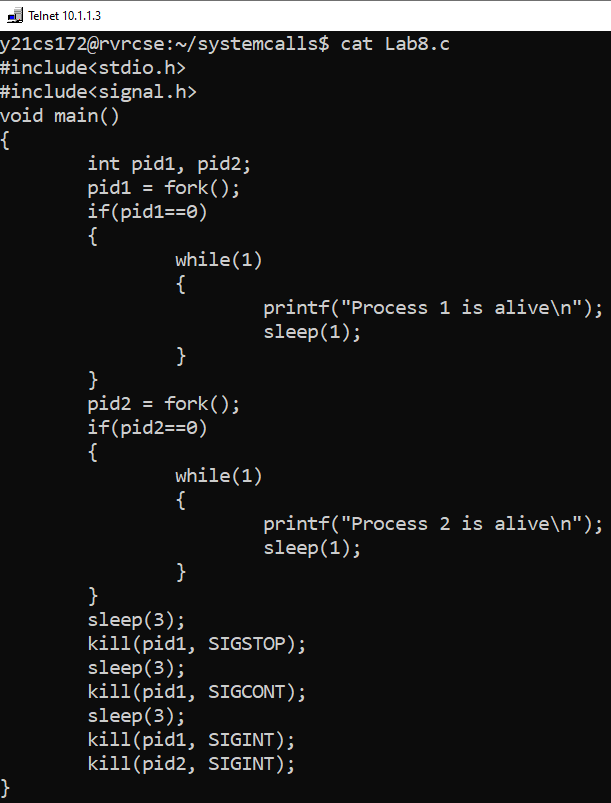 Telnet 10.1.1.3
y21cs172@rvrcse:~/systemcalls$ cat Lab8.c
#include<stdio.h>
#include<signal.h>
void main()
{
        int pid1, pid2;
        pid1 = fork();
        if(pid1==0)
        {
                while(1)
                {
                        printf("Process 1 is alive\n");
                        sleep(1);
                }
        }
        pid2 = fork();
        if(pid2==0)
        {
                while(1)
                {
                        printf("Process 2 is alive\n");
                        sleep(1);
                }
        }
        sleep(3);
        kill(pid1, SIGSTOP);
        sleep(3);
        kill(pid1, SIGCONT);
        sleep(3);
        kill(pid1, SIGINT);
        kill(pid2, SIGINT);
}